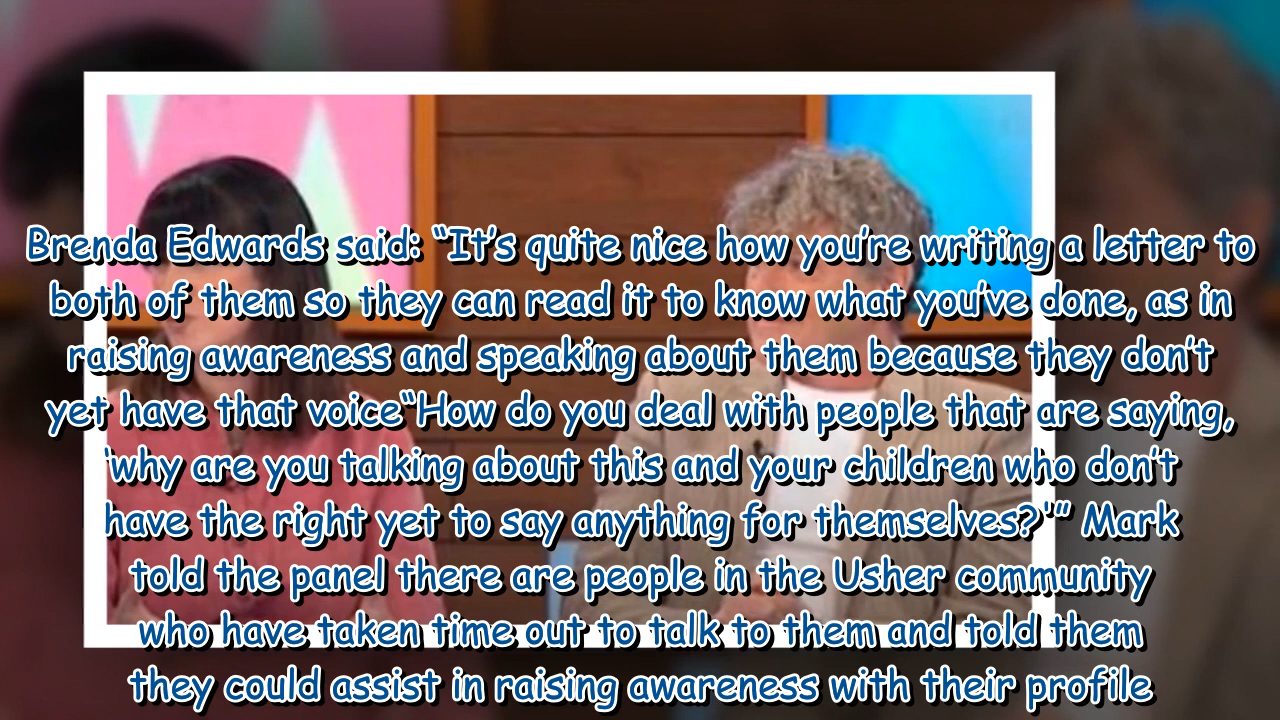 Brenda Edwards said: “It’s quite nice how you’re writing a letter to
both of them so they can read it to know what you’ve done, as in
raising awareness and speaking about them because they don’t
yet have that voice“How do you deal with people that are saying,
‘why are you talking about this and your children who don’t
have the right yet to say anything for themselves?'” Mark
told the panel there are people in the Usher community
who have taken time out to talk to them and told them
they could assist in raising awareness with their profile